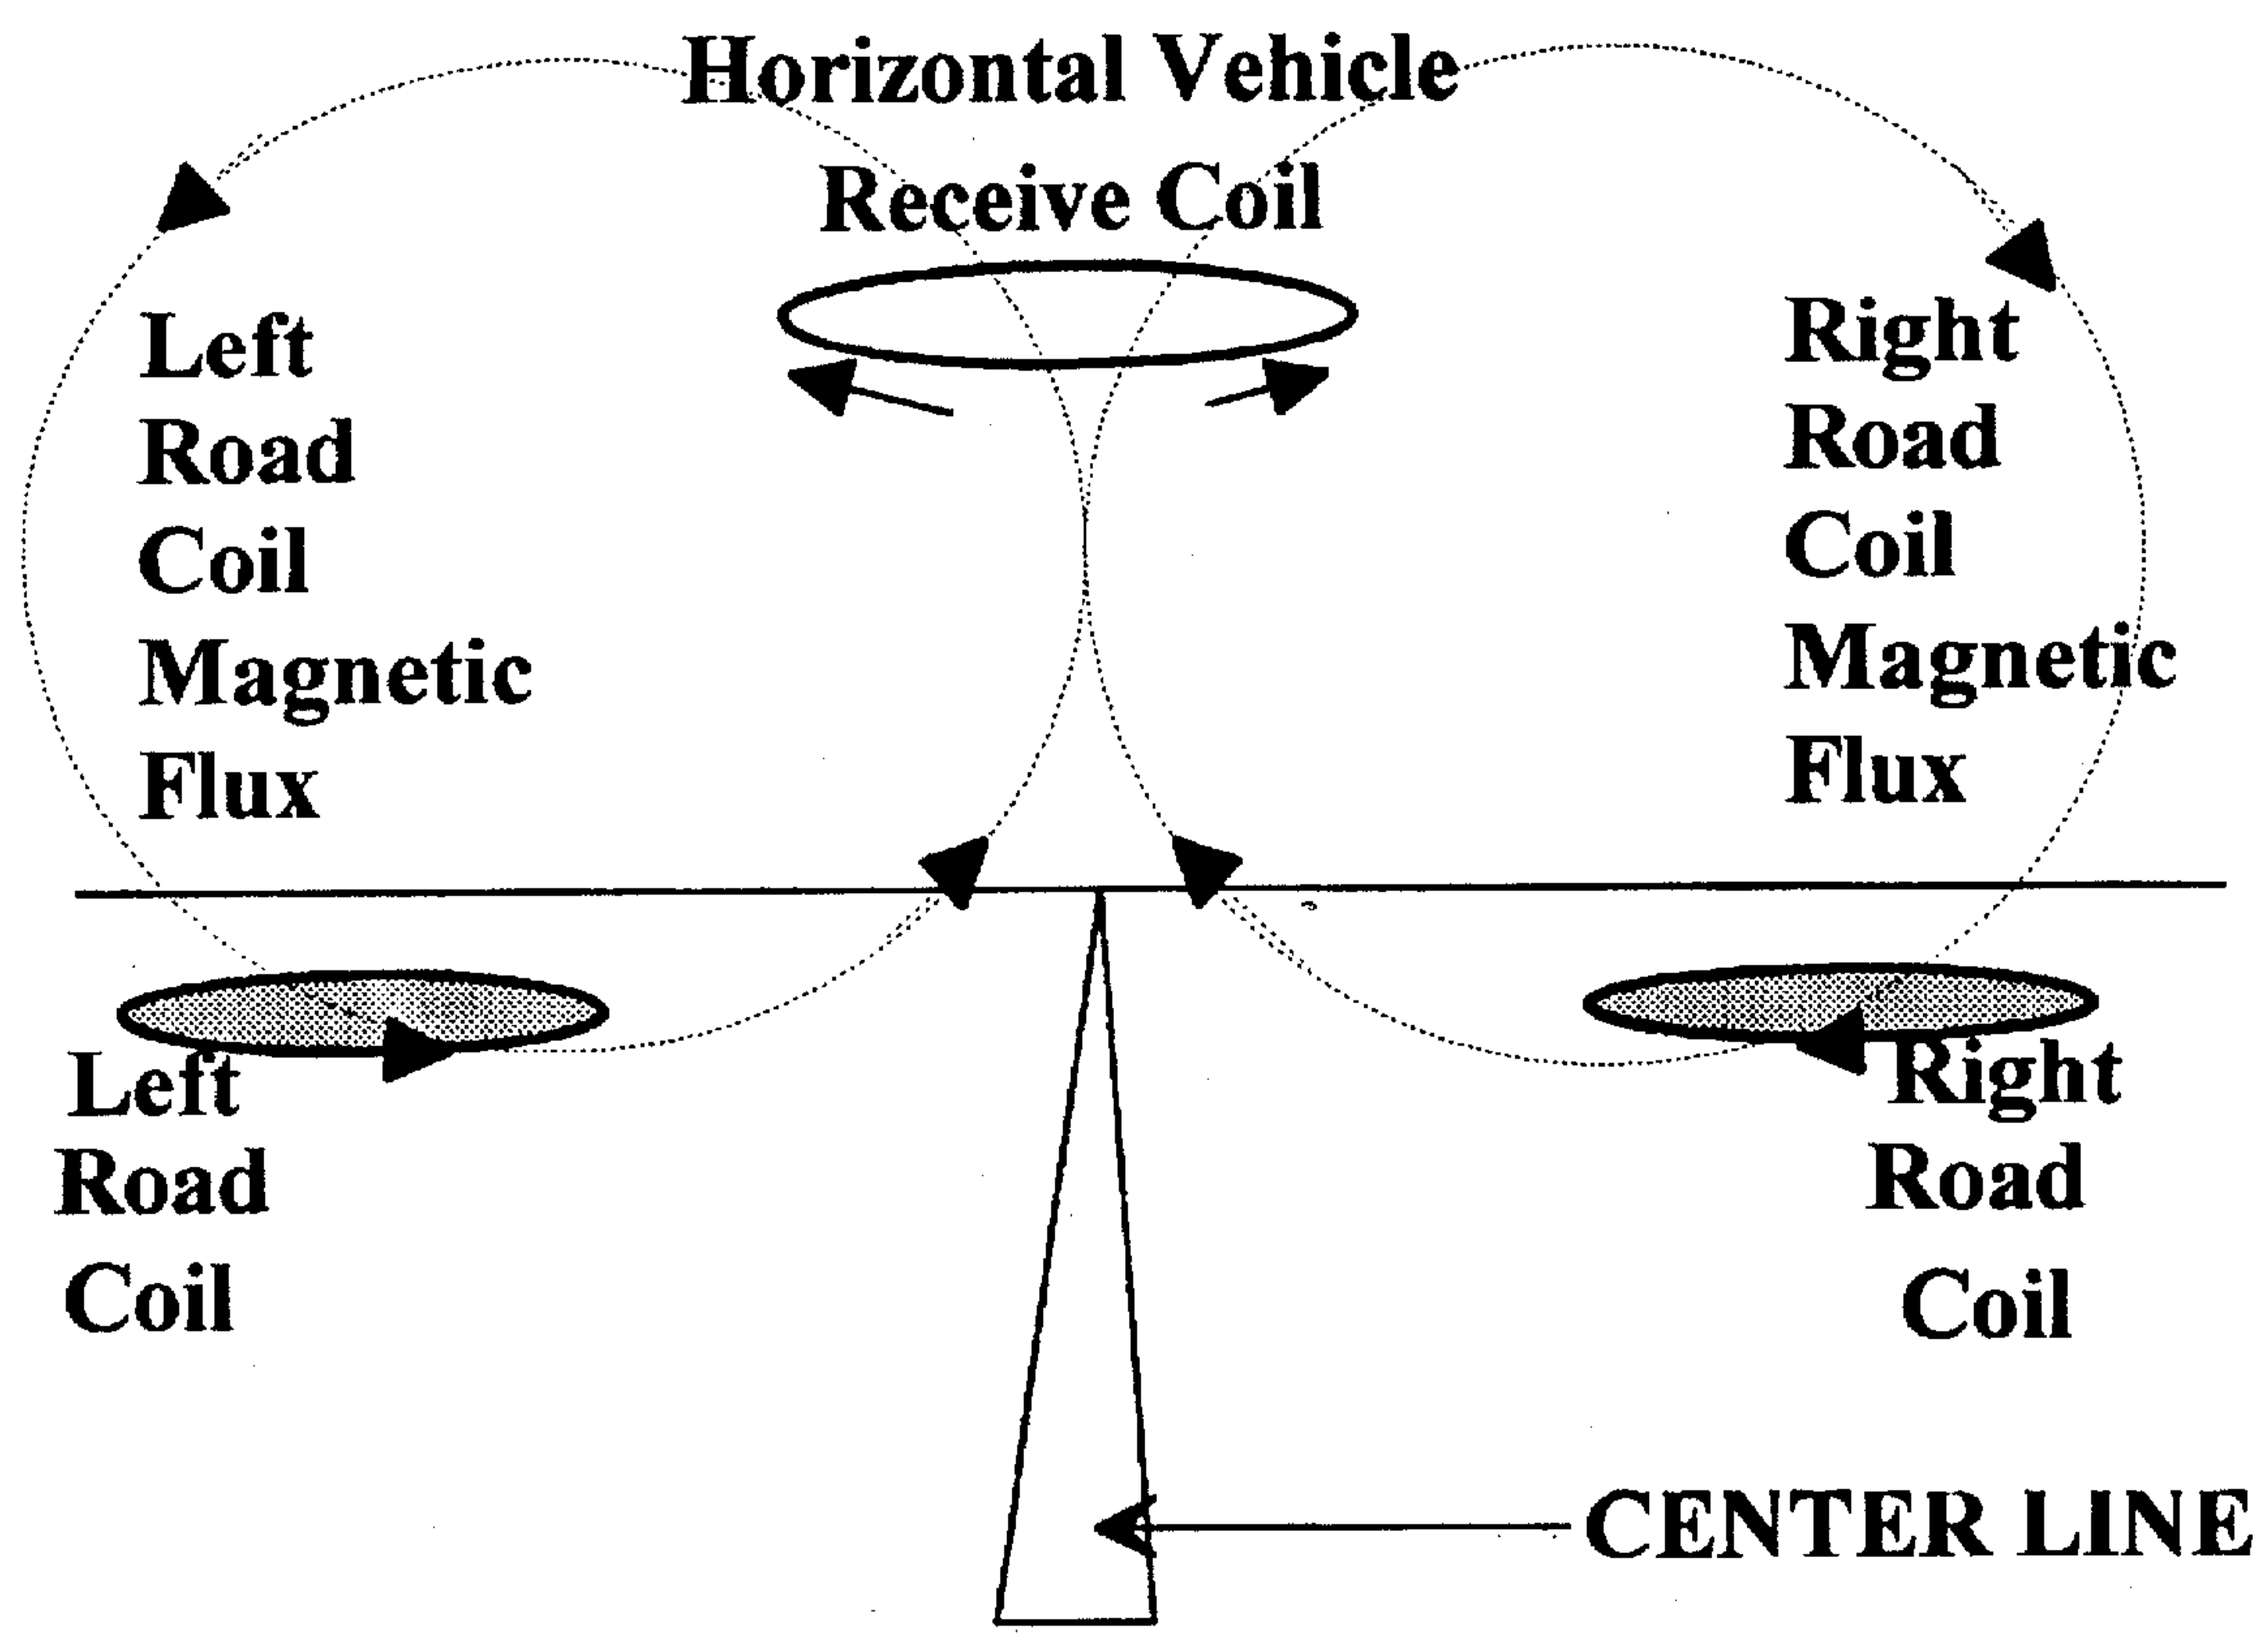 Horizontal Vehicle
Receive Coil
Left
Road
Coil
Magnetic
Flux
Right
Road
Coil
Magnetic
Flux
Left
Road
Coil
Right
Road
Coil
CENTER LINE